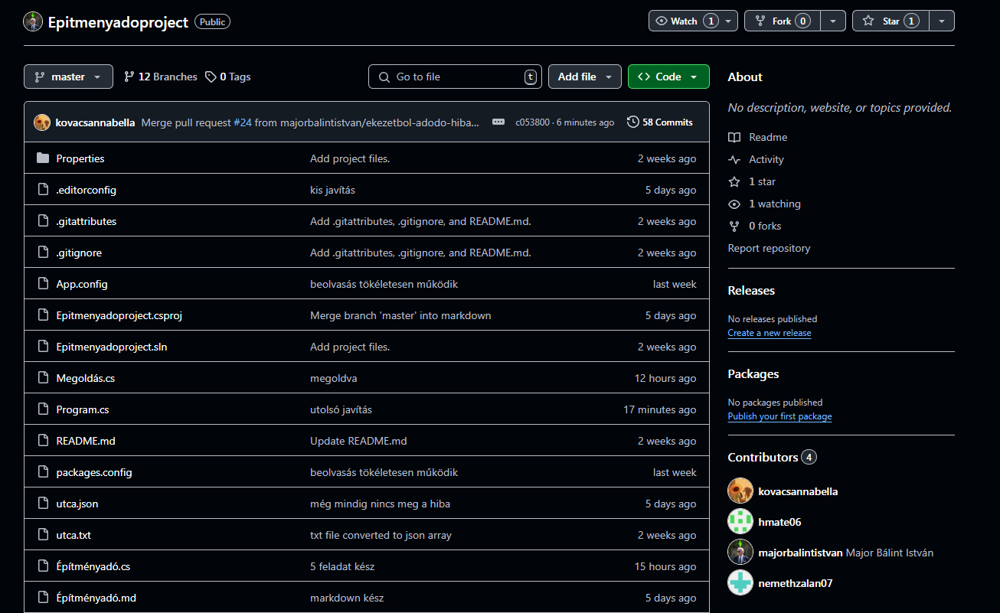 Epitmenyadoproject Public
Watch 1
Fork 0
Star 1
master
12 Branches
0 Tags
Go to file t
Add file
Code
kovacsannabella Merge pull request #24 from majorbalintistvan/ekezetbol-adodo-hiba... c053800 · 6 minutes ago 58 Commits
Properties Add project files. 2 weeks ago
.editorconfig kis javítás 5 days ago
.gitattributes Add .gitattributes, .gitignore, and README.md. 2 weeks ago
.gitignore Add .gitattributes, .gitignore, and README.md. 2 weeks ago
App.config beolvasás tökéletesen működik last week
Epitmenyadoproject.csproj Merge branch 'master' into markdown 5 days ago
Epitmenyadoproject.sln Add project files. 2 weeks ago
Megoldás.cs megoldva 12 hours ago
Program.cs utolsó javítás 17 minutes ago
README.md Update README.md 2 weeks ago
packages.config beolvasás tökéletesen működik last week
utca.json még mindig nincs meg a hiba 5 days ago
utca.txt txt file converted to json array 2 weeks ago
Építményadó.cs 5 feladat kész 15 hours ago
Építményadó.md markdown kész 5 days ago
About
No description, website, or topics provided.
Readme
Activity
1 star
1 watching
0 forks
Report repository
Releases
No releases published
Create a new release
Packages
No packages published
Publish your first package
Contributors 4
kovacsannabella
hmate06
majorbalintistvan Major Bálint István
nemethzalan07